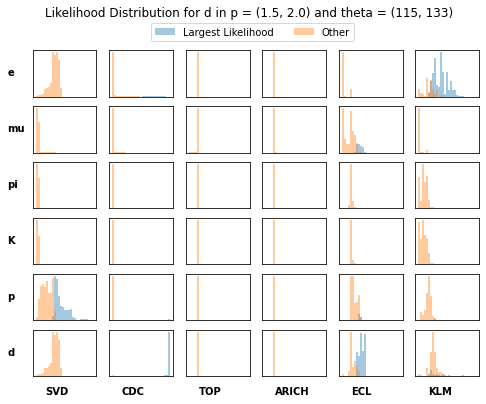 Likelihood Distribution for d in p = (1.5, 2.0) and theta = (115, 133)
Largest Likelihood Other
e
mu
pi
K
p
d
SVD CDC TOP ARICH ECL KLM